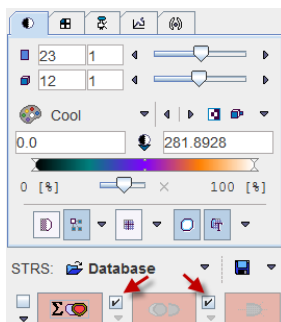 23 1
12 1
Cool
0.0 281.8928
0 [%] 100 [%]
STRS: Database
Σ